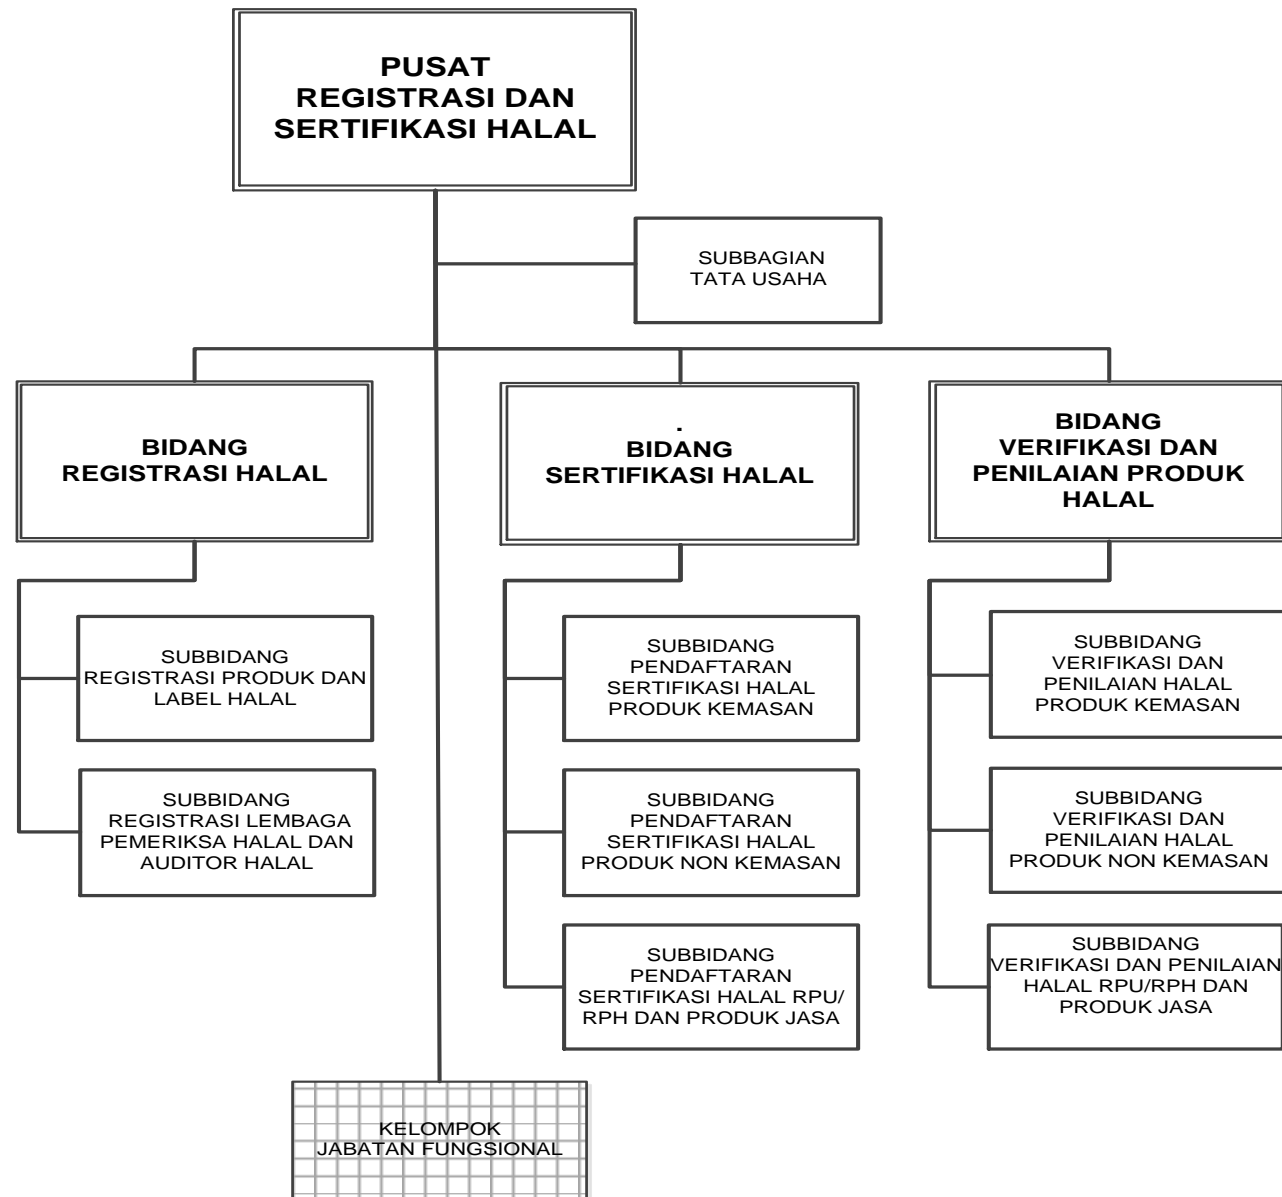 PUSAT
REGISTRASI DAN
SERTIFIKASI HALAL
SUBBAGIAN
TATA USAHA
BIDANG
REGISTRASI HALAL
.
BIDANG
SERTIFIKASI HALAL
BIDANG
VERIFIKASI DAN
PENILAIAN PRODUK
HALAL
SUBBIDANG
REGISTRASI PRODUK DAN
LABEL HALAL
SUBBIDANG
REGISTRASI LEMBAGA
PEMERIKSA HALAL DAN
AUDITOR HALAL
SUBBIDANG
PENDAFTARAN
SERTIFIKASI HALAL
PRODUK KEMASAN
SUBBIDANG
PENDAFTARAN
SERTIFIKASI HALAL
PRODUK NON KEMASAN
SUBBIDANG
PENDAFTARAN
SERTIFIKASI HALAL RPU/
RPH DAN PRODUK JASA
SUBBIDANG
VERIFIKASI DAN
PENILAIAN HALAL
PRODUK KEMASAN
SUBBIDANG
VERIFIKASI DAN
PENILAIAN HALAL
PRODUK NON KEMASAN
SUBBIDANG
VERIFIKASI DAN PENILAIAN
HALAL RPU/RPH DAN
PRODUK JASA
KELOMPOK
JABATAN FUNGSIONAL